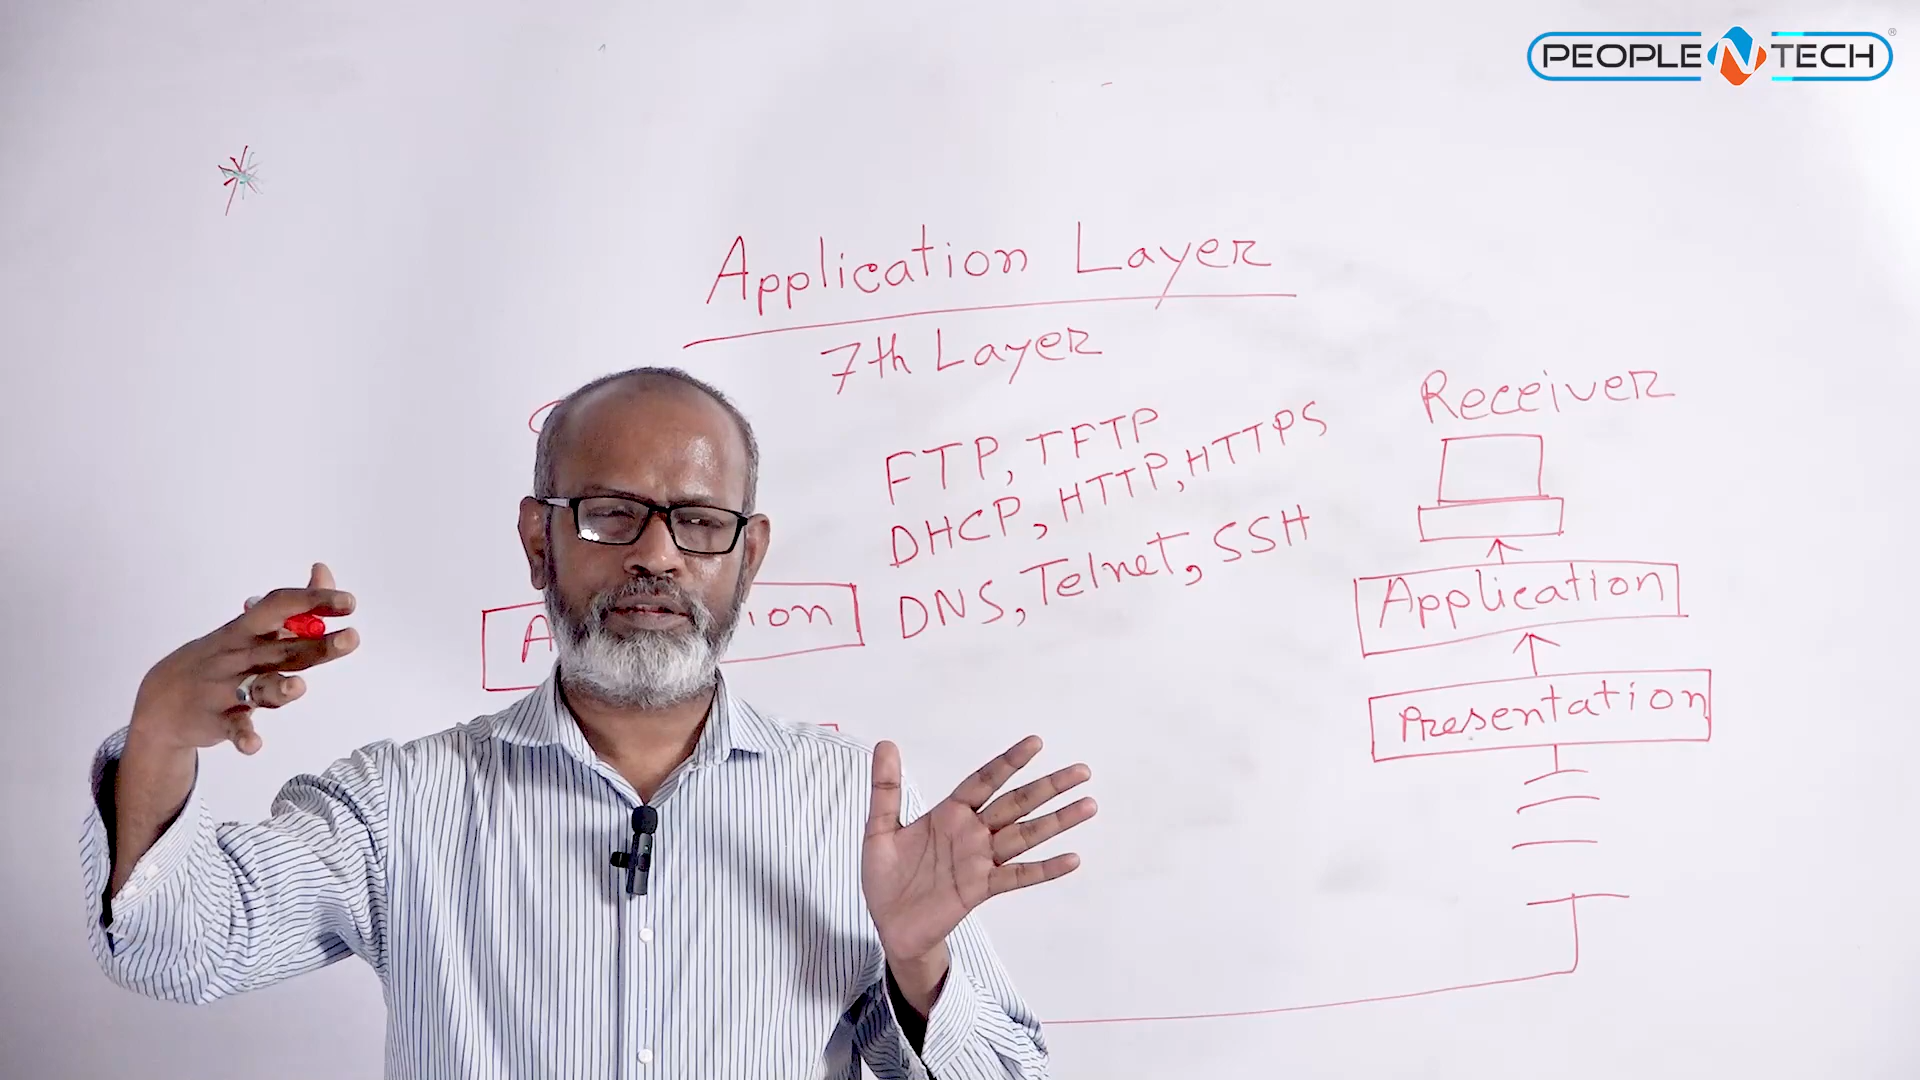 PEOPLE N TECH ®
Application Layer
7th Layer
FTP, TFTP
DHCP, HTTP, HTTPS
DNS, Telnet, SSH
Receiver
Application
Presentation